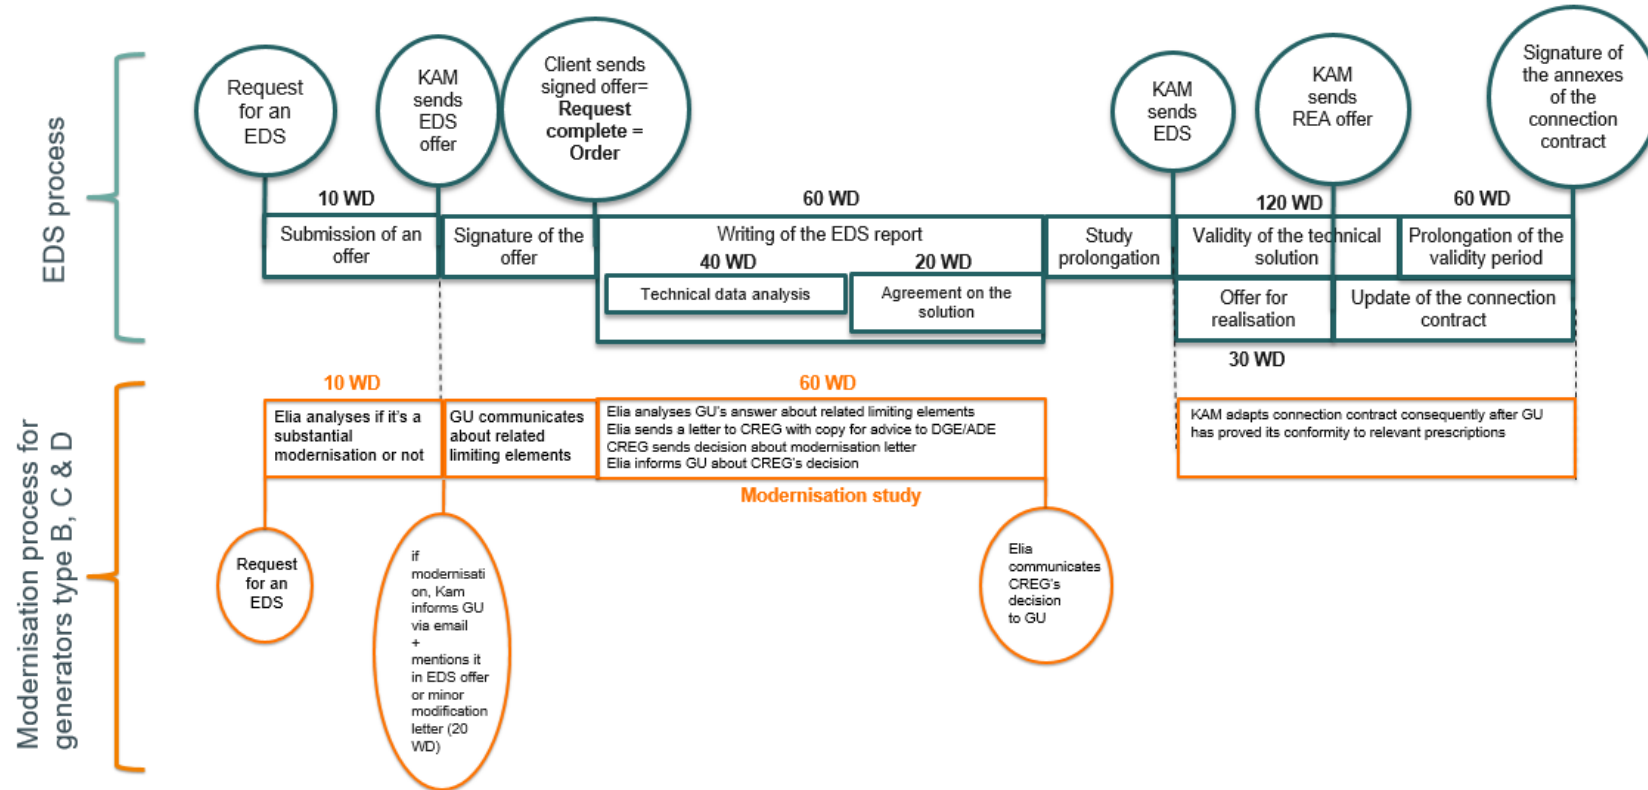 EDS process
Request
for an
EDS
KAM
sends
EDS
offer
Client sends
signed offer=
Request
complete =
Order
KAM
sends
EDS
KAM
sends
REA offer
Signature of
the annexes of
the connection
contract
10 WD
60 WD
120 WD
60 WD
Submission of an
offer
Signature of the
offer
Writing of the EDS report
40 WD
20 WD
Technical data analysis
Agreement on the
solution
Study
prolongation
Validity of the technical
solution
Prolongation of the
validity period
Offer for
realisation
Update of the connection
contract
30 WD
Modernisation process for
generators type B, C & D
10 WD
60 WD
Elia analyses if it's a
substantial
modernisation or not
GU communicates
about related
limiting elements
Elia analyses GU's answer about related limiting elements
Elia sends a letter to CREG with copy for advice to DGE/ADE
CREG sends decision about modernisation letter
Elia informs GU about CREG's decision
KAM adapts connection contract consequently after GU
has proved its conformity to relevant prescriptions
Modernisation study
Request
for an
EDS
if
modernisati
on, Kam
informs GU
via email
+
mentions it
in EDS offer
or minor
modification
letter (20
WD)
Elia
communicates
CREG's
decision
to GU